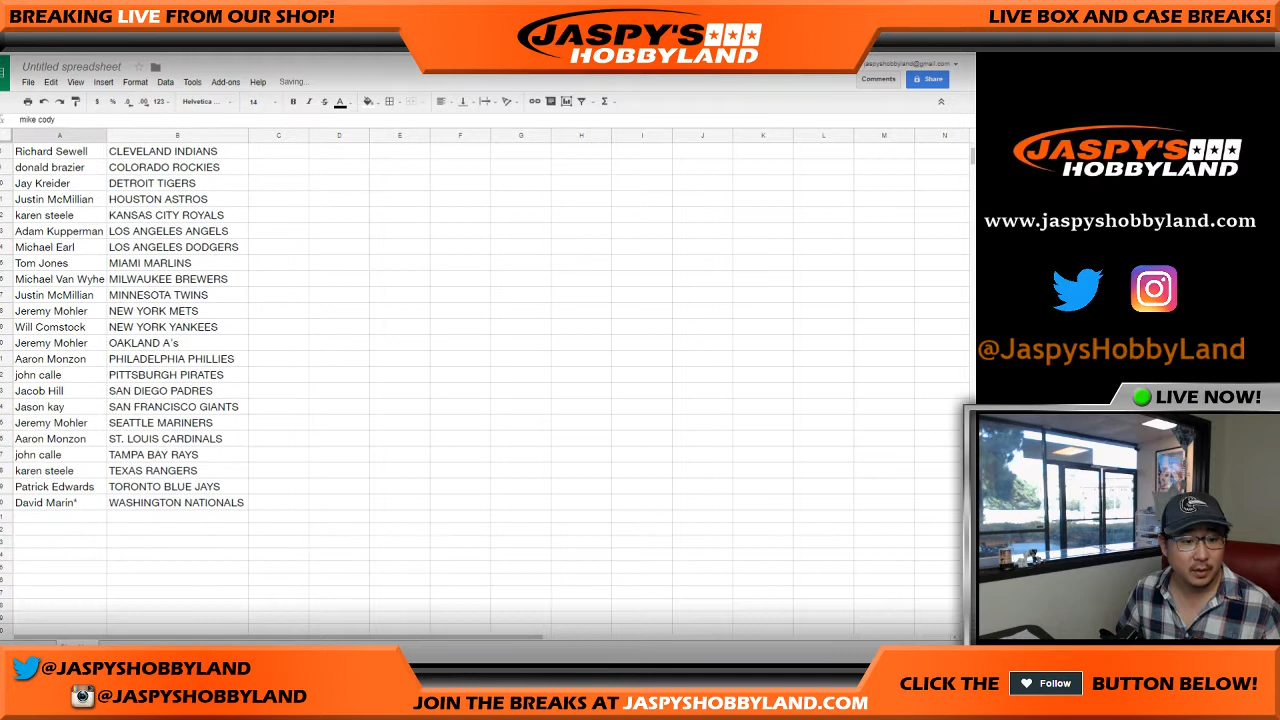 BREAKING LIVE FROM OUR SHOP!
JASPY'S
HOBBYLAND
LIVE BOX AND CASE BREAKS!
Untitled spreadsheet
jaspyshobbyland@gmail.com
File Edit View Insert Format Data Tools Add-ons Help Saving...
Comments
Share
$ % .0 .00 123 Helvetica ... 14 B I S A
mike cody
A B C D E F G H I J K L M N
Richard Sewell CLEVELAND INDIANS
donald brazier COLORADO ROCKIES
Jay Kreider DETROIT TIGERS
Justin McMillian HOUSTON ASTROS
karen steele KANSAS CITY ROYALS
Adam Kupperman LOS ANGELES ANGELS
Michael Earl LOS ANGELES DODGERS
Tom Jones MIAMI MARLINS
Michael Van Wyhe MILWAUKEE BREWERS
Justin McMillian MINNESOTA TWINS
Jeremy Mohler NEW YORK METS
Will Comstock NEW YORK YANKEES
Jeremy Mohler OAKLAND A's
Aaron Monzon PHILADELPHIA PHILLIES
john calle PITTSBURGH PIRATES
Jacob Hill SAN DIEGO PADRES
Jason kay SAN FRANCISCO GIANTS
Jeremy Mohler SEATTLE MARINERS
Aaron Monzon ST. LOUIS CARDINALS
john calle TAMPA BAY RAYS
karen steele TEXAS RANGERS
Patrick Edwards TORONTO BLUE JAYS
David Marin* WASHINGTON NATIONALS
JASPY'S
HOBBYLAND
www.jaspyshobbyland.com
@JaspysHobbyLand
LIVE NOW!
@JASPYSHOBBYLAND
@JASPYSHOBBYLAND
JOIN THE BREAKS AT JASPYSHOBBYLAND.COM
CLICK THE Follow BUTTON BELOW!